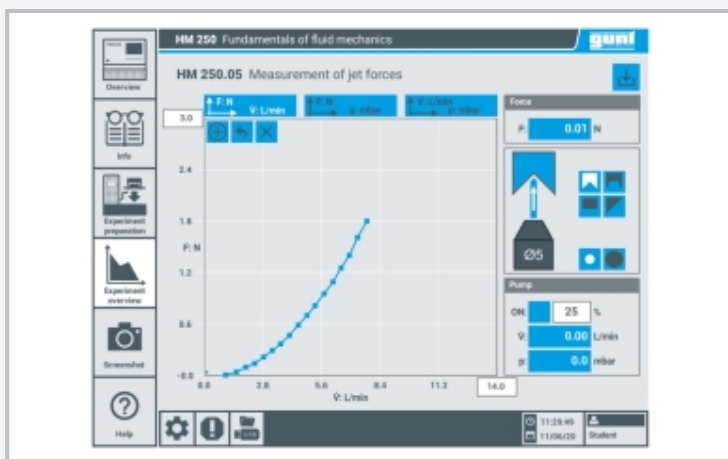 HM 250 Fundamentals of fluid mechanics
gunt
HM 250.05 Measurement of jet forces
Overview
Info
Experiment
preparation
Experiment
overview
Screenshot
Help
F: N
V̇: L/min
F: N
p: mbar
V̇: L/min
p: mbar
3.0
2.4
1.8
F: N
1.2
0.6
-0.0
0.0 2.8 5.6 8.4 11.2 14.0
V̇: L/min
Force
F: 0.01 N
Ø5
Pump
ON: 25 %
V̇: 0.00 L/min
p: 0.0 mbar
11:29:49
11/06/20
Student